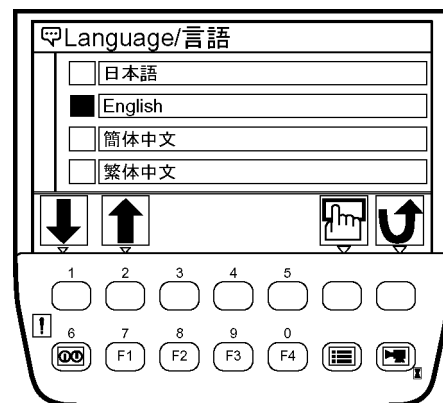 Language/言語
日本語
English
簡体中文
繁体中文
1 2 3 4 5
! 6 7 8 9 0
F1 F2 F3 F4